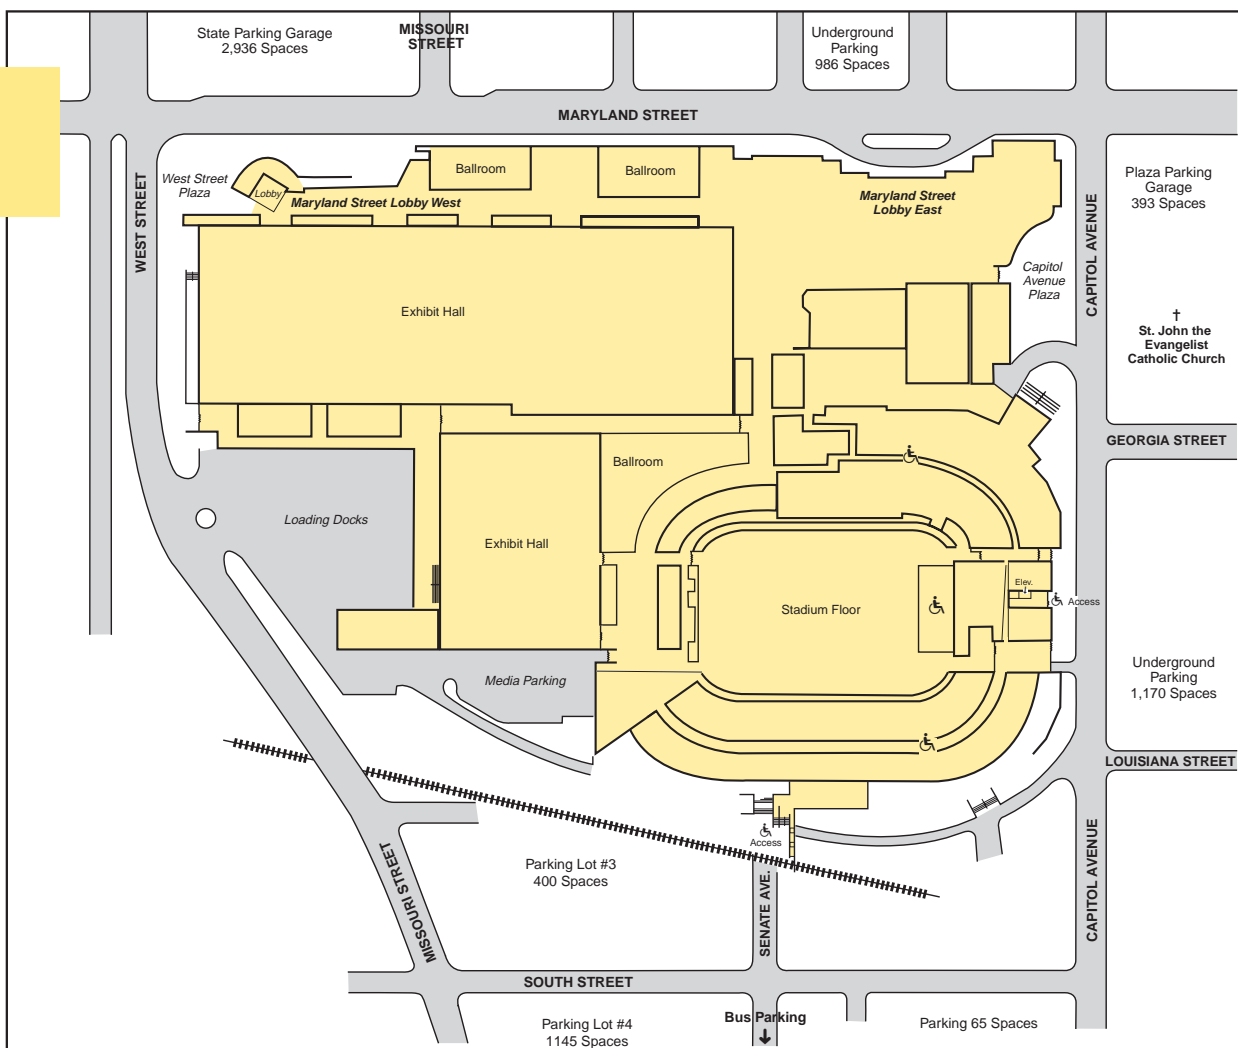 State Parking Garage
2,936 Spaces
MISSOURI
STREET
Underground
Parking
986 Spaces
MARYLAND STREET
West Street
Plaza
Lobby
Maryland Street Lobby West
Ballroom
Ballroom
Maryland Street
Lobby East
Plaza Parking
Garage
393 Spaces
WEST STREET
CAPITOL AVENUE
Capitol
Avenue
Plaza
Exhibit Hall
†
St. John the
Evangelist
Catholic Church
GEORGIA STREET
Ballroom
Loading Docks
Exhibit Hall
Stadium Floor
Elev.
Access
Media Parking
Underground
Parking
1,170 Spaces
LOUISIANA STREET
Access
Parking Lot #3
400 Spaces
MISSOURI STREET
SENATE AVE.
CAPITOL AVENUE
SOUTH STREET
Parking Lot #4
1145 Spaces
Bus Parking
Parking 65 Spaces